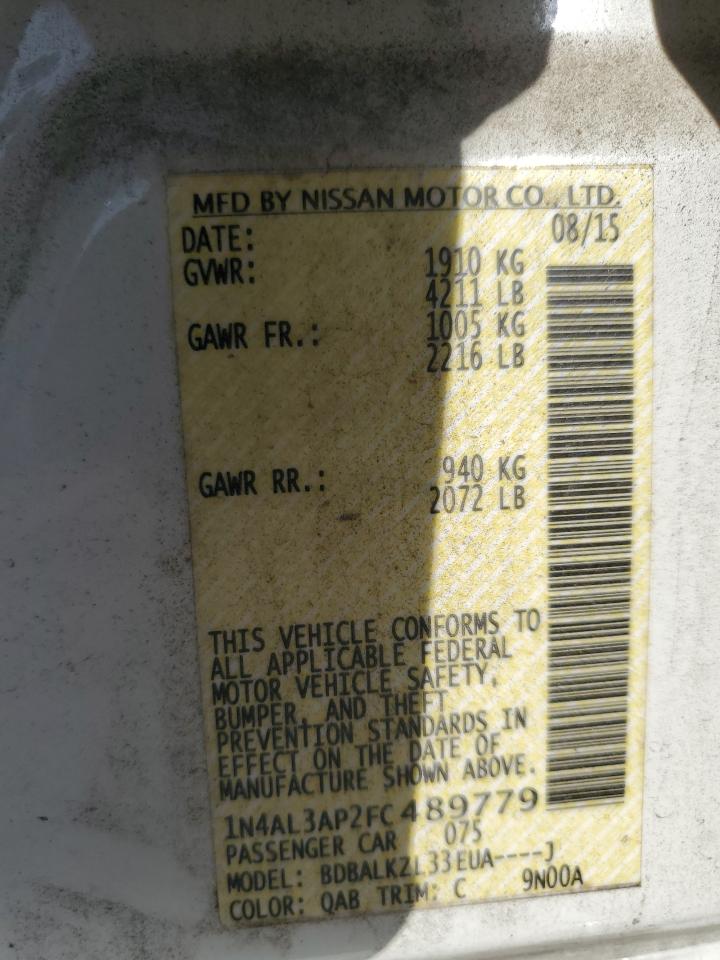 MFD BY NISSAN MOTOR CO., LTD.
DATE: 08/15
GVWR: 1910 KG
4211 LB
GAWR FR.: 1005 KG
2216 LB
GAWR RR.: 940 KG
2072 LB
THIS VEHICLE CONFORMS TO
ALL APPLICABLE FEDERAL
MOTOR VEHICLE SAFETY,
BUMPER, AND THEFT
PREVENTION STANDARDS IN
EFFECT ON THE DATE OF
MANUFACTURE SHOWN ABOVE.
1N4AL3AP2FC489779
PASSENGER CAR 075
MODEL: BDBALKZL33EUA----J
COLOR: QAB TRIM: C 9N00A